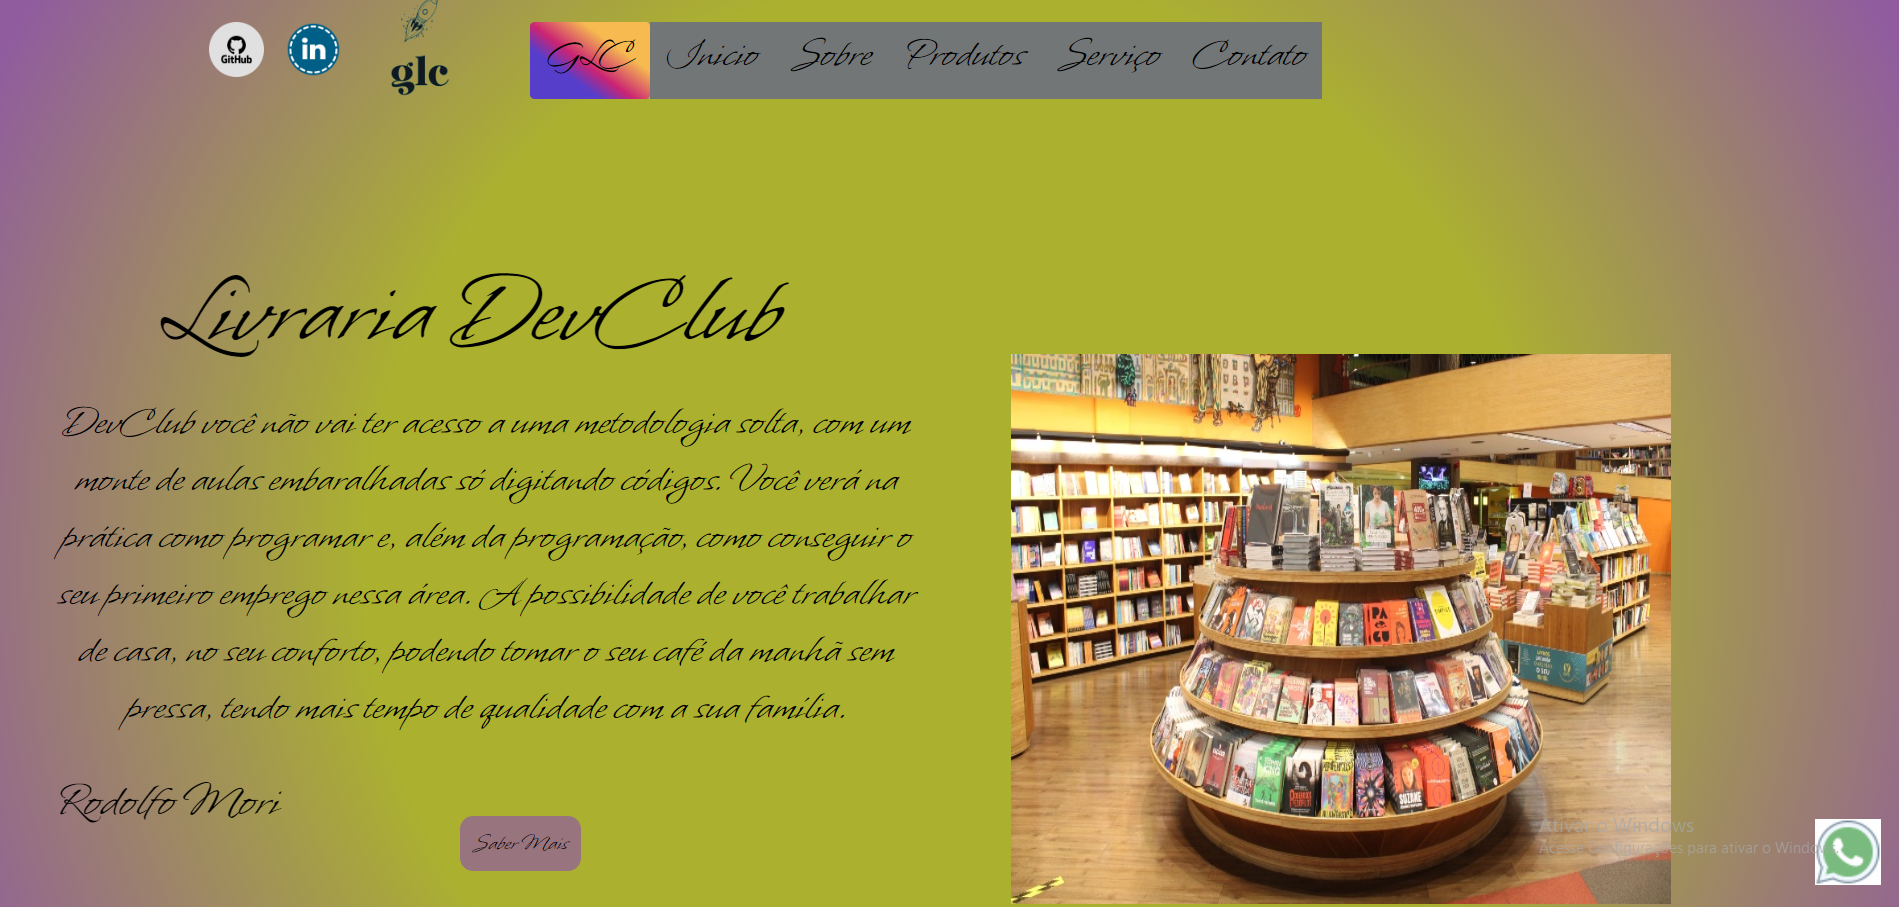 GitHub
in
glc
GLC
Inicio
Sobre
Produtos
Serviço
Contato
Livraria DevClub
DevClub você não vai ter acesso a uma metodologia solta, com um
monte de aulas embaralhadas só digitando códigos. Você verá na
prática como programar e, além da programação, como conseguir o
seu primeiro emprego nessa área. A possibilidade de você trabalhar
de casa, no seu conforto, podendo tomar o seu café da manhã sem
pressa, tendo mais tempo de qualidade com a sua família.
Rodolfo Mori
Saber Mais
SUZANE
Ativar o Windows
Acesse Configurações para ativar o Windows.